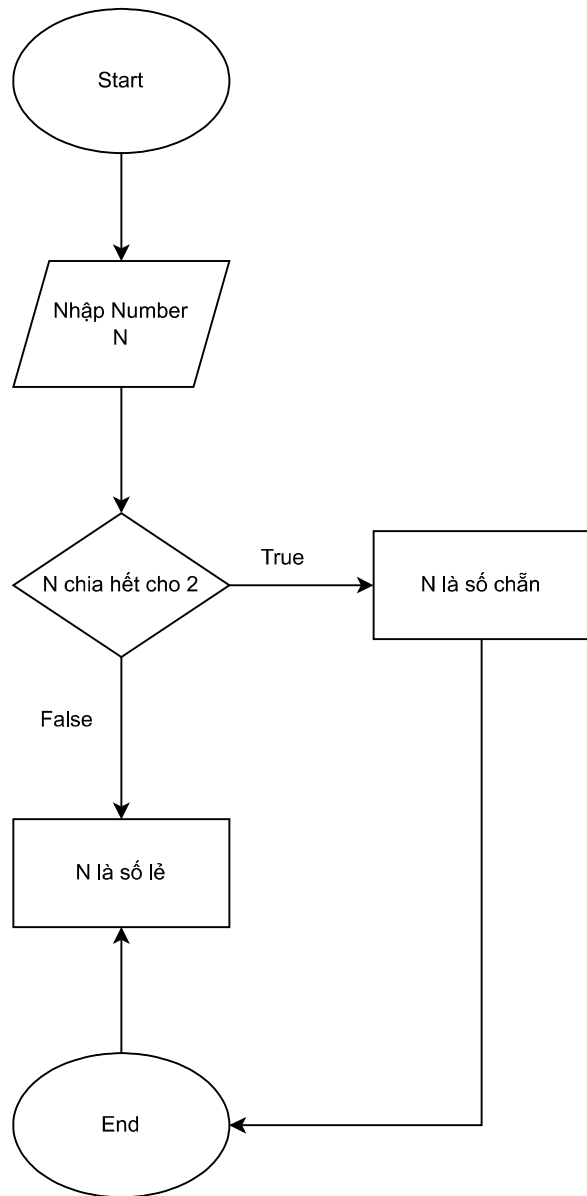 Start
Nhập Number
N
N chia hết cho 2
True
N là số chẵn
False
N là số lẻ
End